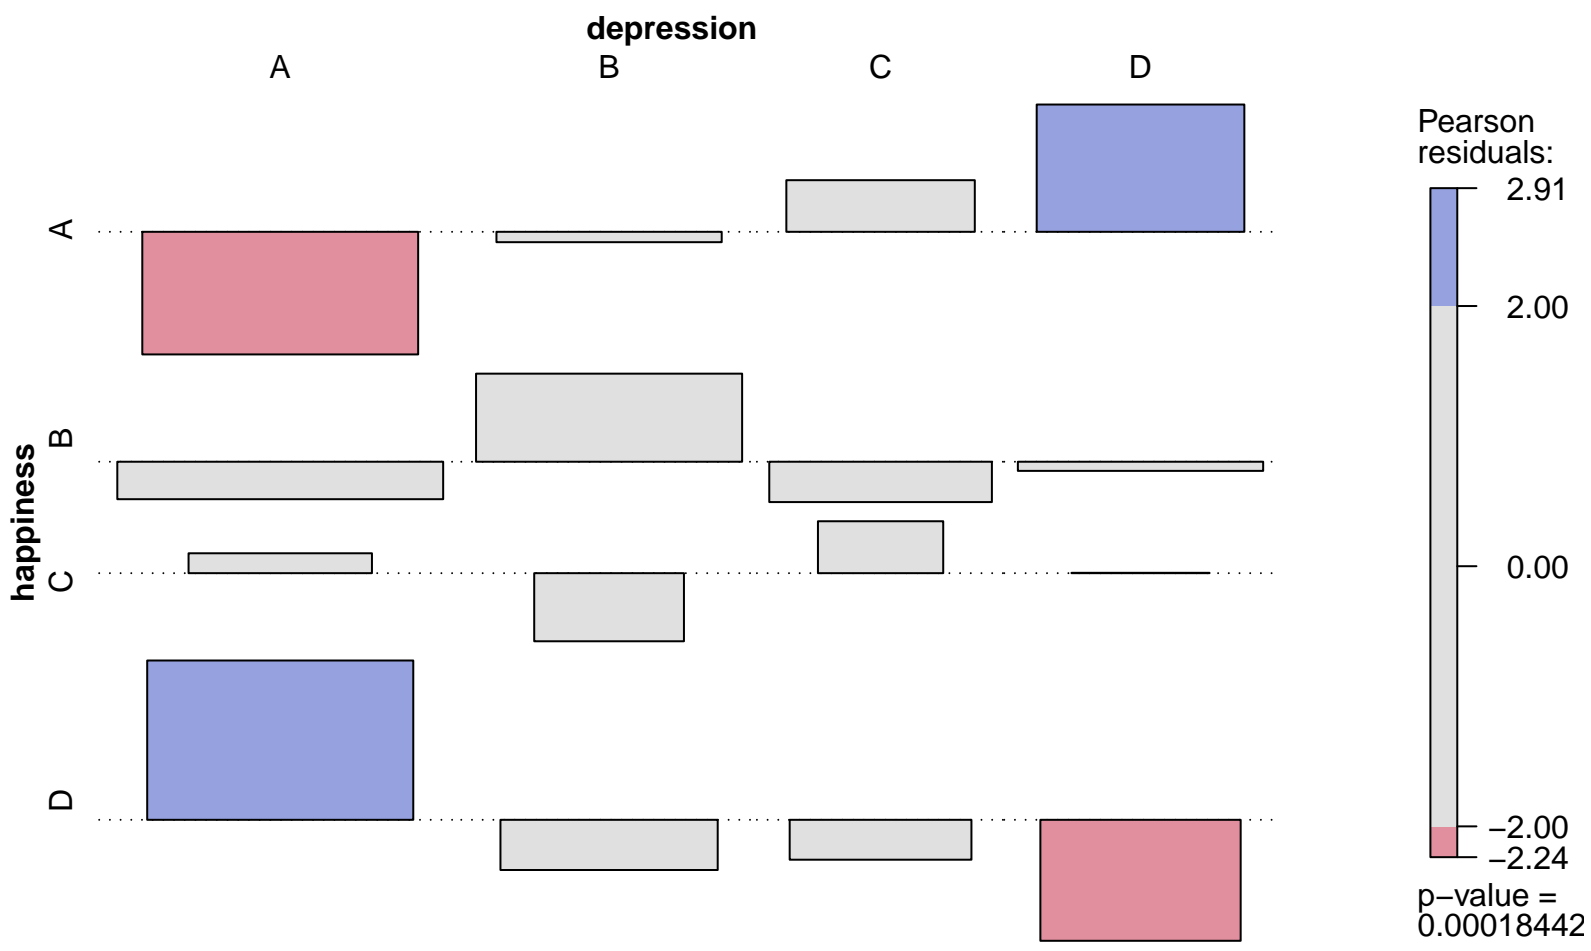 depression
A B C D
happiness
A
B
C
D
Pearson
residuals:
2.91
2.00
0.00
−2.00
−2.24
p−value =
0.00018442